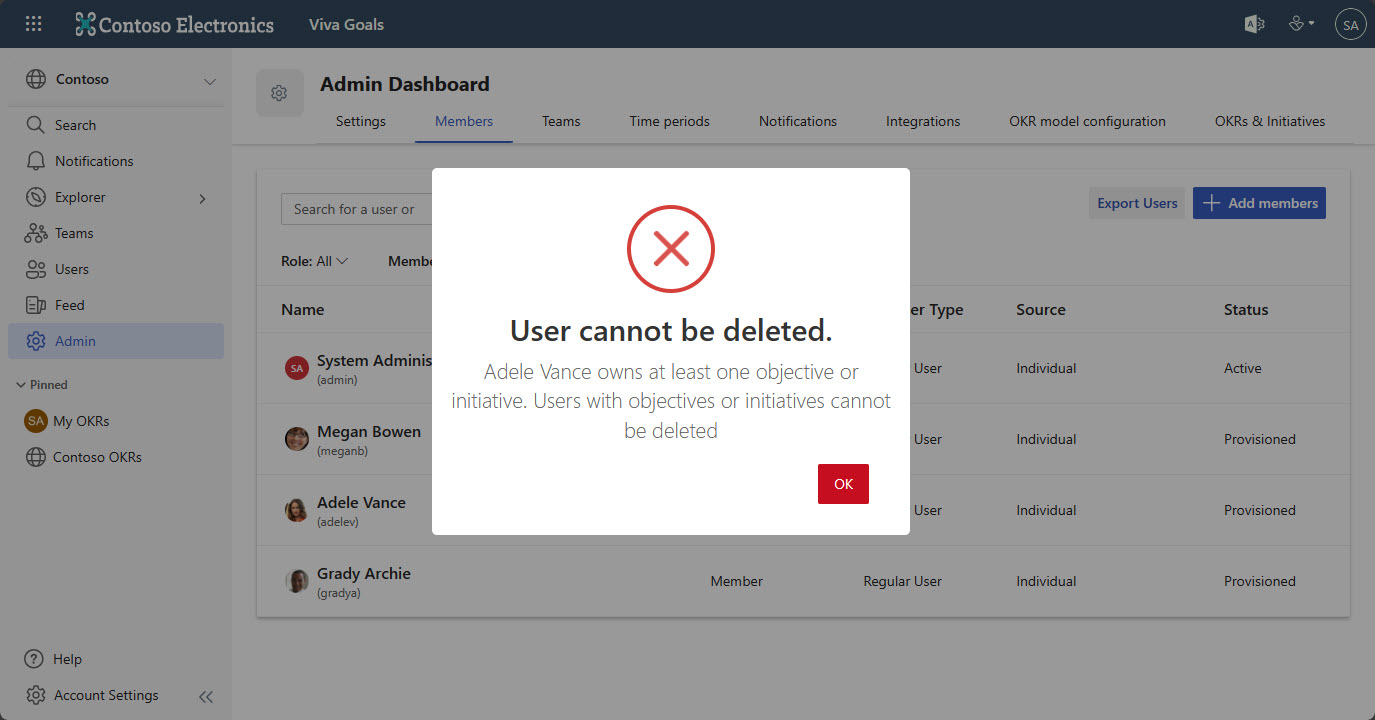 Contoso Electronics
Viva Goals
SA
Contoso
Search
Notifications
Explorer
Teams
Users
Feed
Admin
Pinned
SA My OKRs
Contoso OKRs
Help
Account Settings
Admin Dashboard
Settings Members Teams Time periods Notifications Integrations OKR model configuration OKRs & Initiatives
Search for a user or
Export Users
Add members
Role: All
Name Type Source Status
SA System
(admin)
User Individual Active
Megan Bowen
(meganb)
User Individual Provisioned
Adele Vance
(adelev)
User Individual Provisioned
Grady Archie
(gradya)
Member Regular User Individual Provisioned
User cannot be deleted.
Adele Vance owns at least one objective or
initiative. Users with objectives or initiatives cannot
be deleted
OK